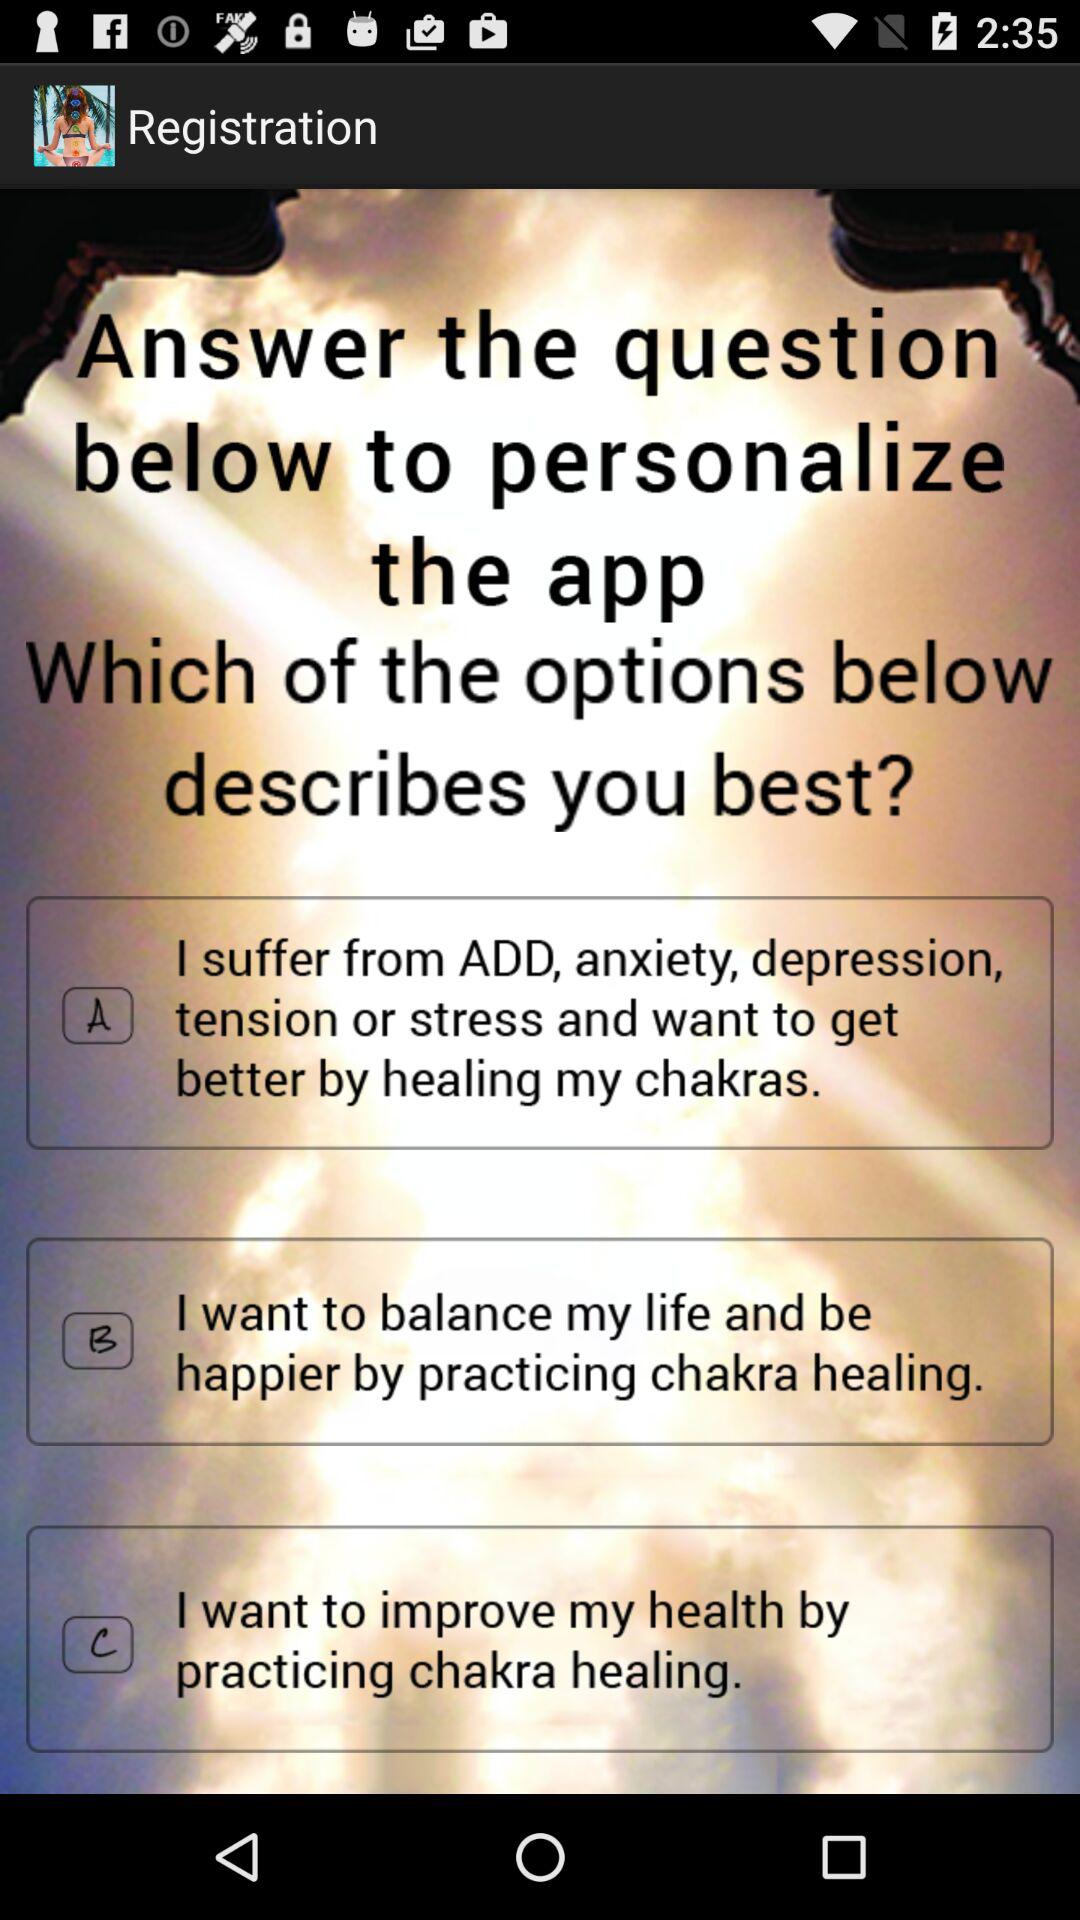 FAKE
2:35
Registration
Answer the question
below to personalize
the app
Which of the options below
describes you best?
A
I suffer from ADD, anxiety, depression,
tension or stress and want to get
better by healing my chakras.
B
I want to balance my life and be
happier by practicing chakra healing.
C
I want to improve my health by
practicing chakra healing.